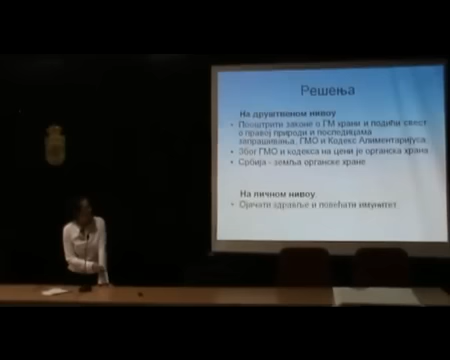 Решења
На друштвеном нивоу
• Пооштрити законе о ГМ храни и подићи свест
о правој природи и последицама
запрашивања, ГМО и Кодекс Алиментаријуса
• Због ГМО и кодекса на цени је органска храна
• Србија - земља органске хране
На личном нивоу
• Ојачати здравље и повећати имунитет